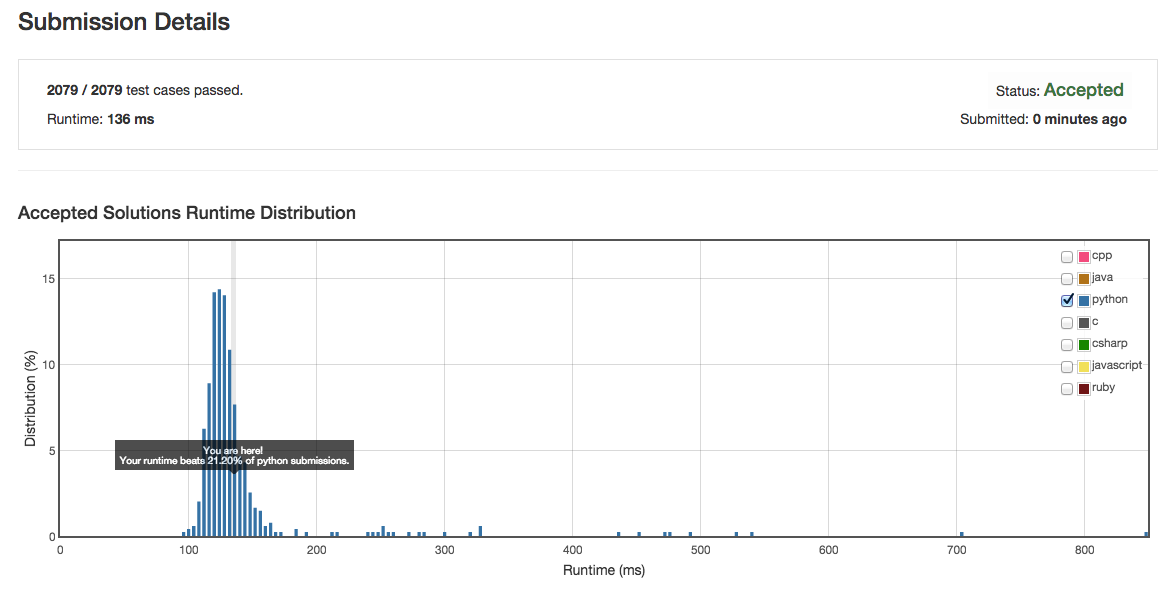 Submission Details
2079 / 2079 test cases passed.
Status: Accepted
Runtime: 136 ms
Submitted: 0 minutes ago
Accepted Solutions Runtime Distribution
cpp
java
python
c
csharp
javascript
ruby
15
10
5
0
Distribution (%)
You are here!
Your runtime beats 21.20% of python submissions.
0 100 200 300 400 500 600 700 800
Runtime (ms)